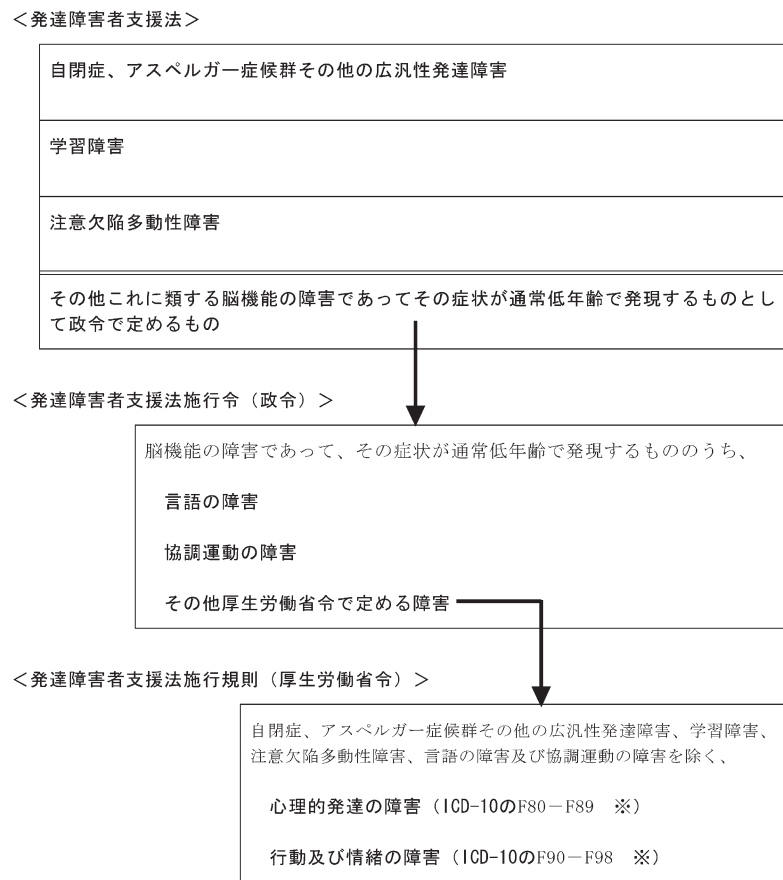 ＜発達障害者支援法＞
自閉症、アスペルガー症候群その他の広汎性発達障害
学習障害
注意欠陥多動性障害
その他これに類する脳機能の障害であってその症状が通常低年齢で発現するものとし
て政令で定めるもの
＜発達障害者支援法施行令（政令）＞
脳機能の障害であって、その症状が通常低年齢で発現するもののうち、
言語の障害
協調運動の障害
その他厚生労働省令で定める障害
＜発達障害者支援法施行規則（厚生労働省令）＞
自閉症、アスペルガー症候群その他の広汎性発達障害、学習障害、
注意欠陥多動性障害、言語の障害及び協調運動の障害を除く、
心理的発達の障害（ICD-10のF80－F89　※）
行動及び情緒の障害（ICD-10のF90－F98　※）